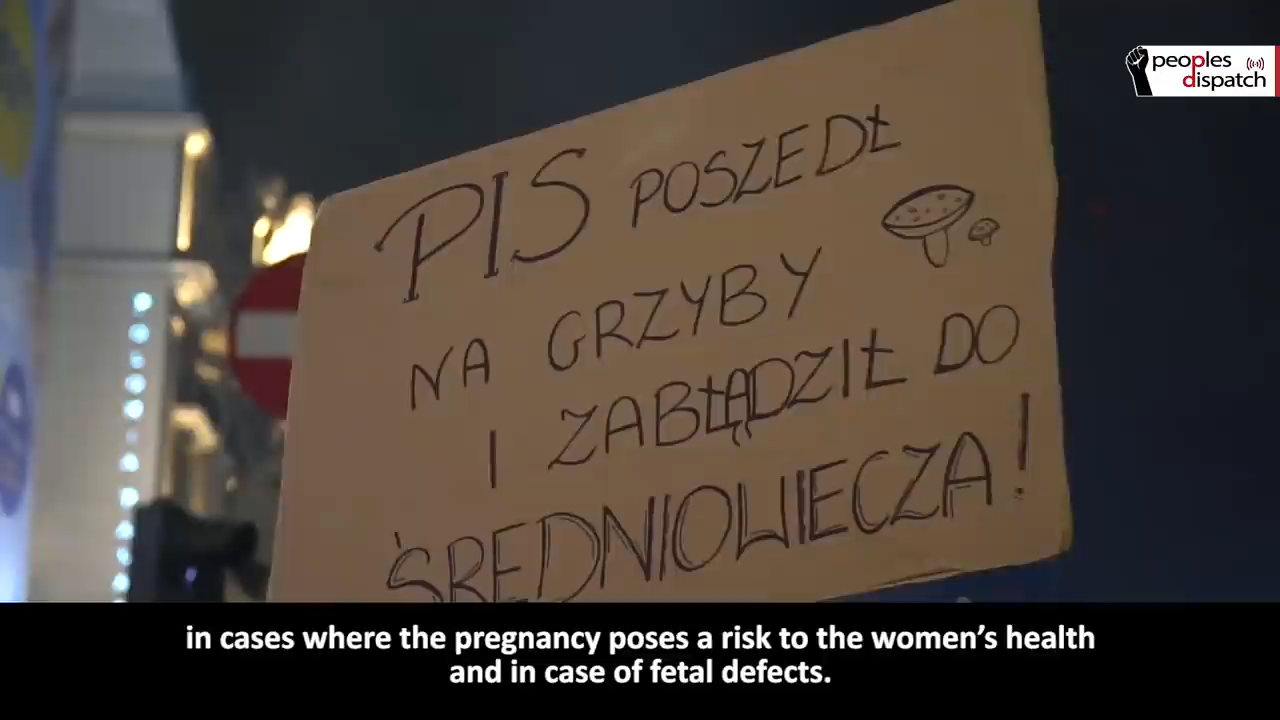 peoples
dispatch
PIS POSZEDŁ
NA GRZYBY
I ZABŁĄDZIŁ DO
ŚREDNIOWIECZA!
in cases where the pregnancy poses a risk to the women's health
and in case of fetal defects.